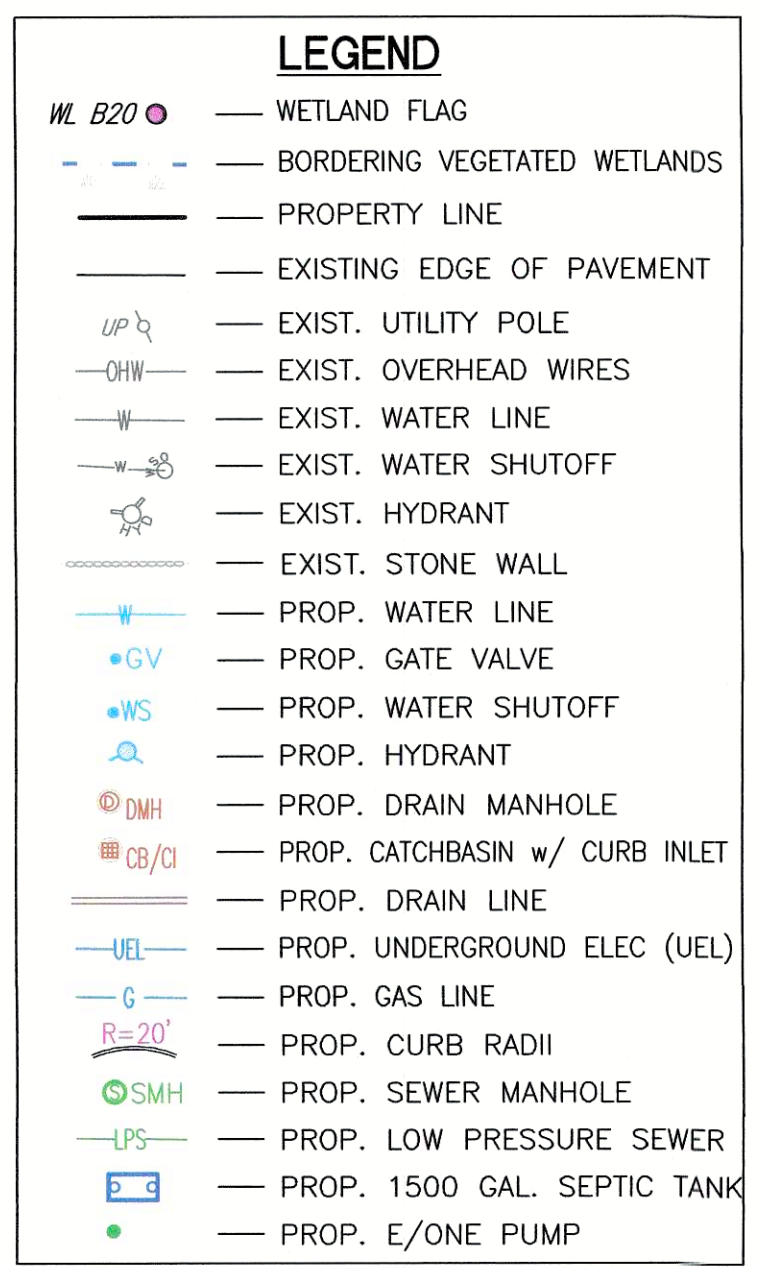 LEGEND
WL B20 — WETLAND FLAG
— BORDERING VEGETATED WETLANDS
— PROPERTY LINE
— EXISTING EDGE OF PAVEMENT
UP — EXIST. UTILITY POLE
OHW — EXIST. OVERHEAD WIRES
W — EXIST. WATER LINE
W WSO — EXIST. WATER SHUTOFF
HYD — EXIST. HYDRANT
— EXIST. STONE WALL
W — PROP. WATER LINE
GV — PROP. GATE VALVE
WS — PROP. WATER SHUTOFF
— PROP. HYDRANT
D DMH — PROP. DRAIN MANHOLE
CB/CI — PROP. CATCHBASIN w/ CURB INLET
— PROP. DRAIN LINE
UEL — PROP. UNDERGROUND ELEC (UEL)
G — PROP. GAS LINE
R=20' — PROP. CURB RADII
S SMH — PROP. SEWER MANHOLE
LPS — PROP. LOW PRESSURE SEWER
— PROP. 1500 GAL. SEPTIC TANK
— PROP. E/ONE PUMP